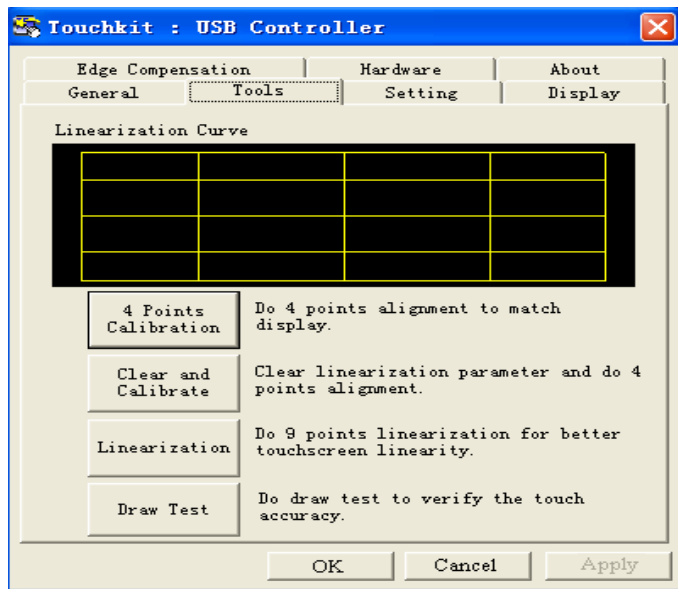 Touchkit : USB Controller
Edge Compensation
Hardware
About
General
Tools
Setting
Display
Linearization Curve
4 Points
Calibration
Do 4 points alignment to match
display.
Clear and
Calibrate
Clear linearization parameter and do 4
points alignment.
Linearization
Do 9 points linearization for better
touchscreen linearity.
Draw Test
Do draw test to verify the touch
accuracy.
OK
Cancel
Apply